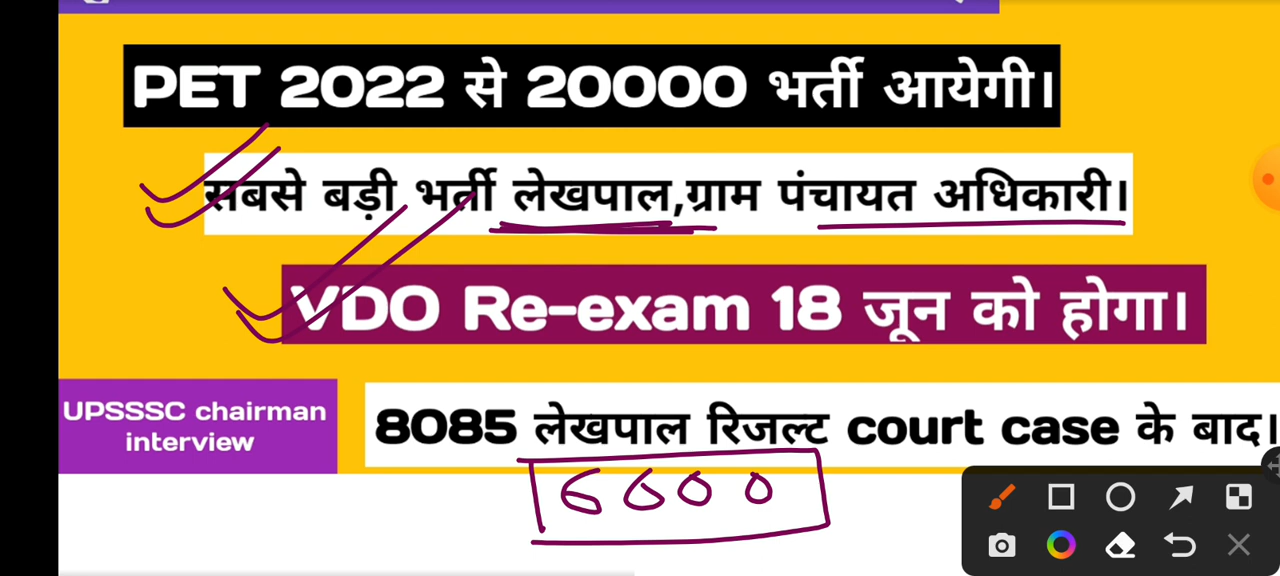 PET 2022 से 20000 भर्ती आयेगी।
सबसे बड़ी भर्ती लेखपाल,ग्राम पंचायत अधिकारी।
VDO Re-exam 18 जून को होगा।
UPSSSC chairman
interview
8085 लेखपाल रिजल्ट court case के बाद।
6600